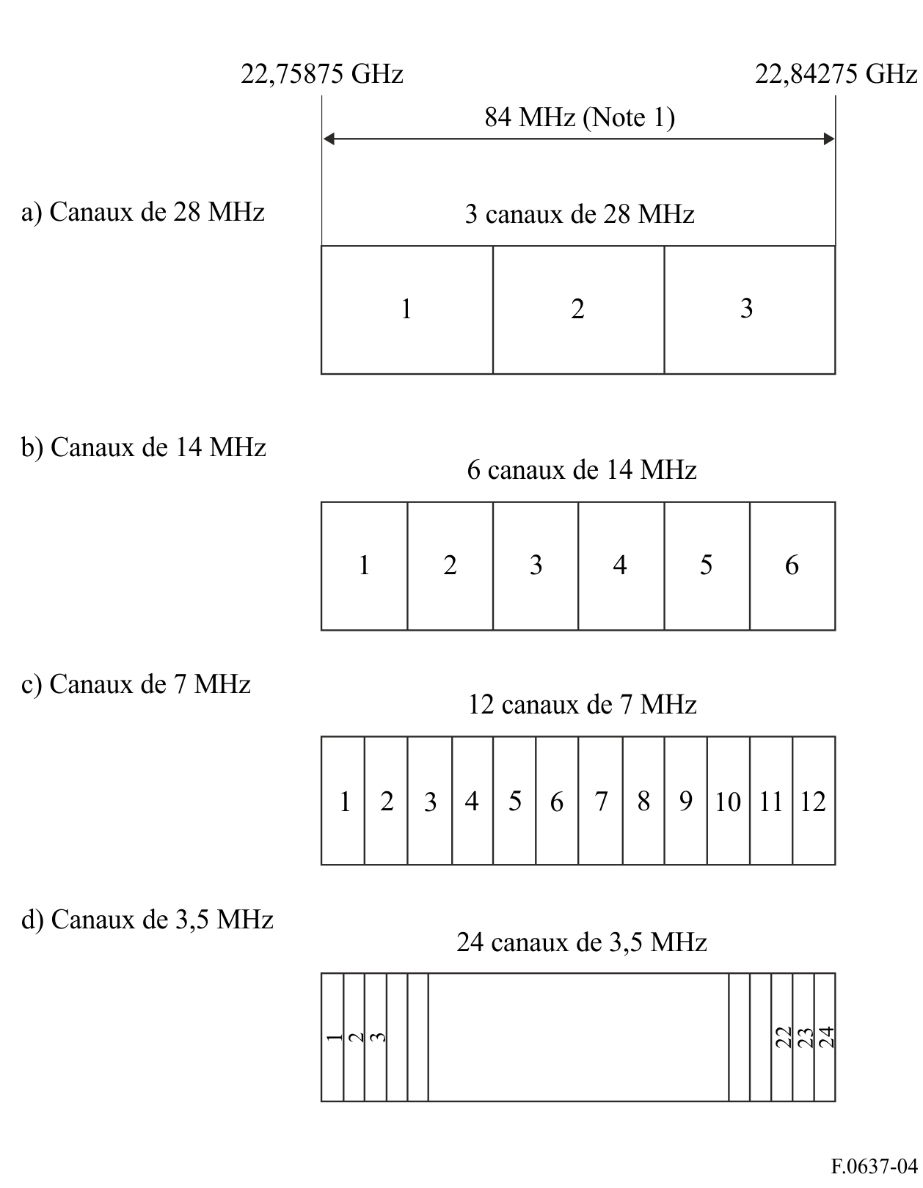 22,75875 GHz 22,84275 GHz
84 MHz (Note 1)
a) Canaux de 28 MHz
3 canaux de 28 MHz
1 2 3
b) Canaux de 14 MHz
6 canaux de 14 MHz
1 2 3 4 5 6
c) Canaux de 7 MHz
12 canaux de 7 MHz
1 2 3 4 5 6 7 8 9 10 11 12
d) Canaux de 3,5 MHz
24 canaux de 3,5 MHz
1 2 3 22 23 24
F.0637-04